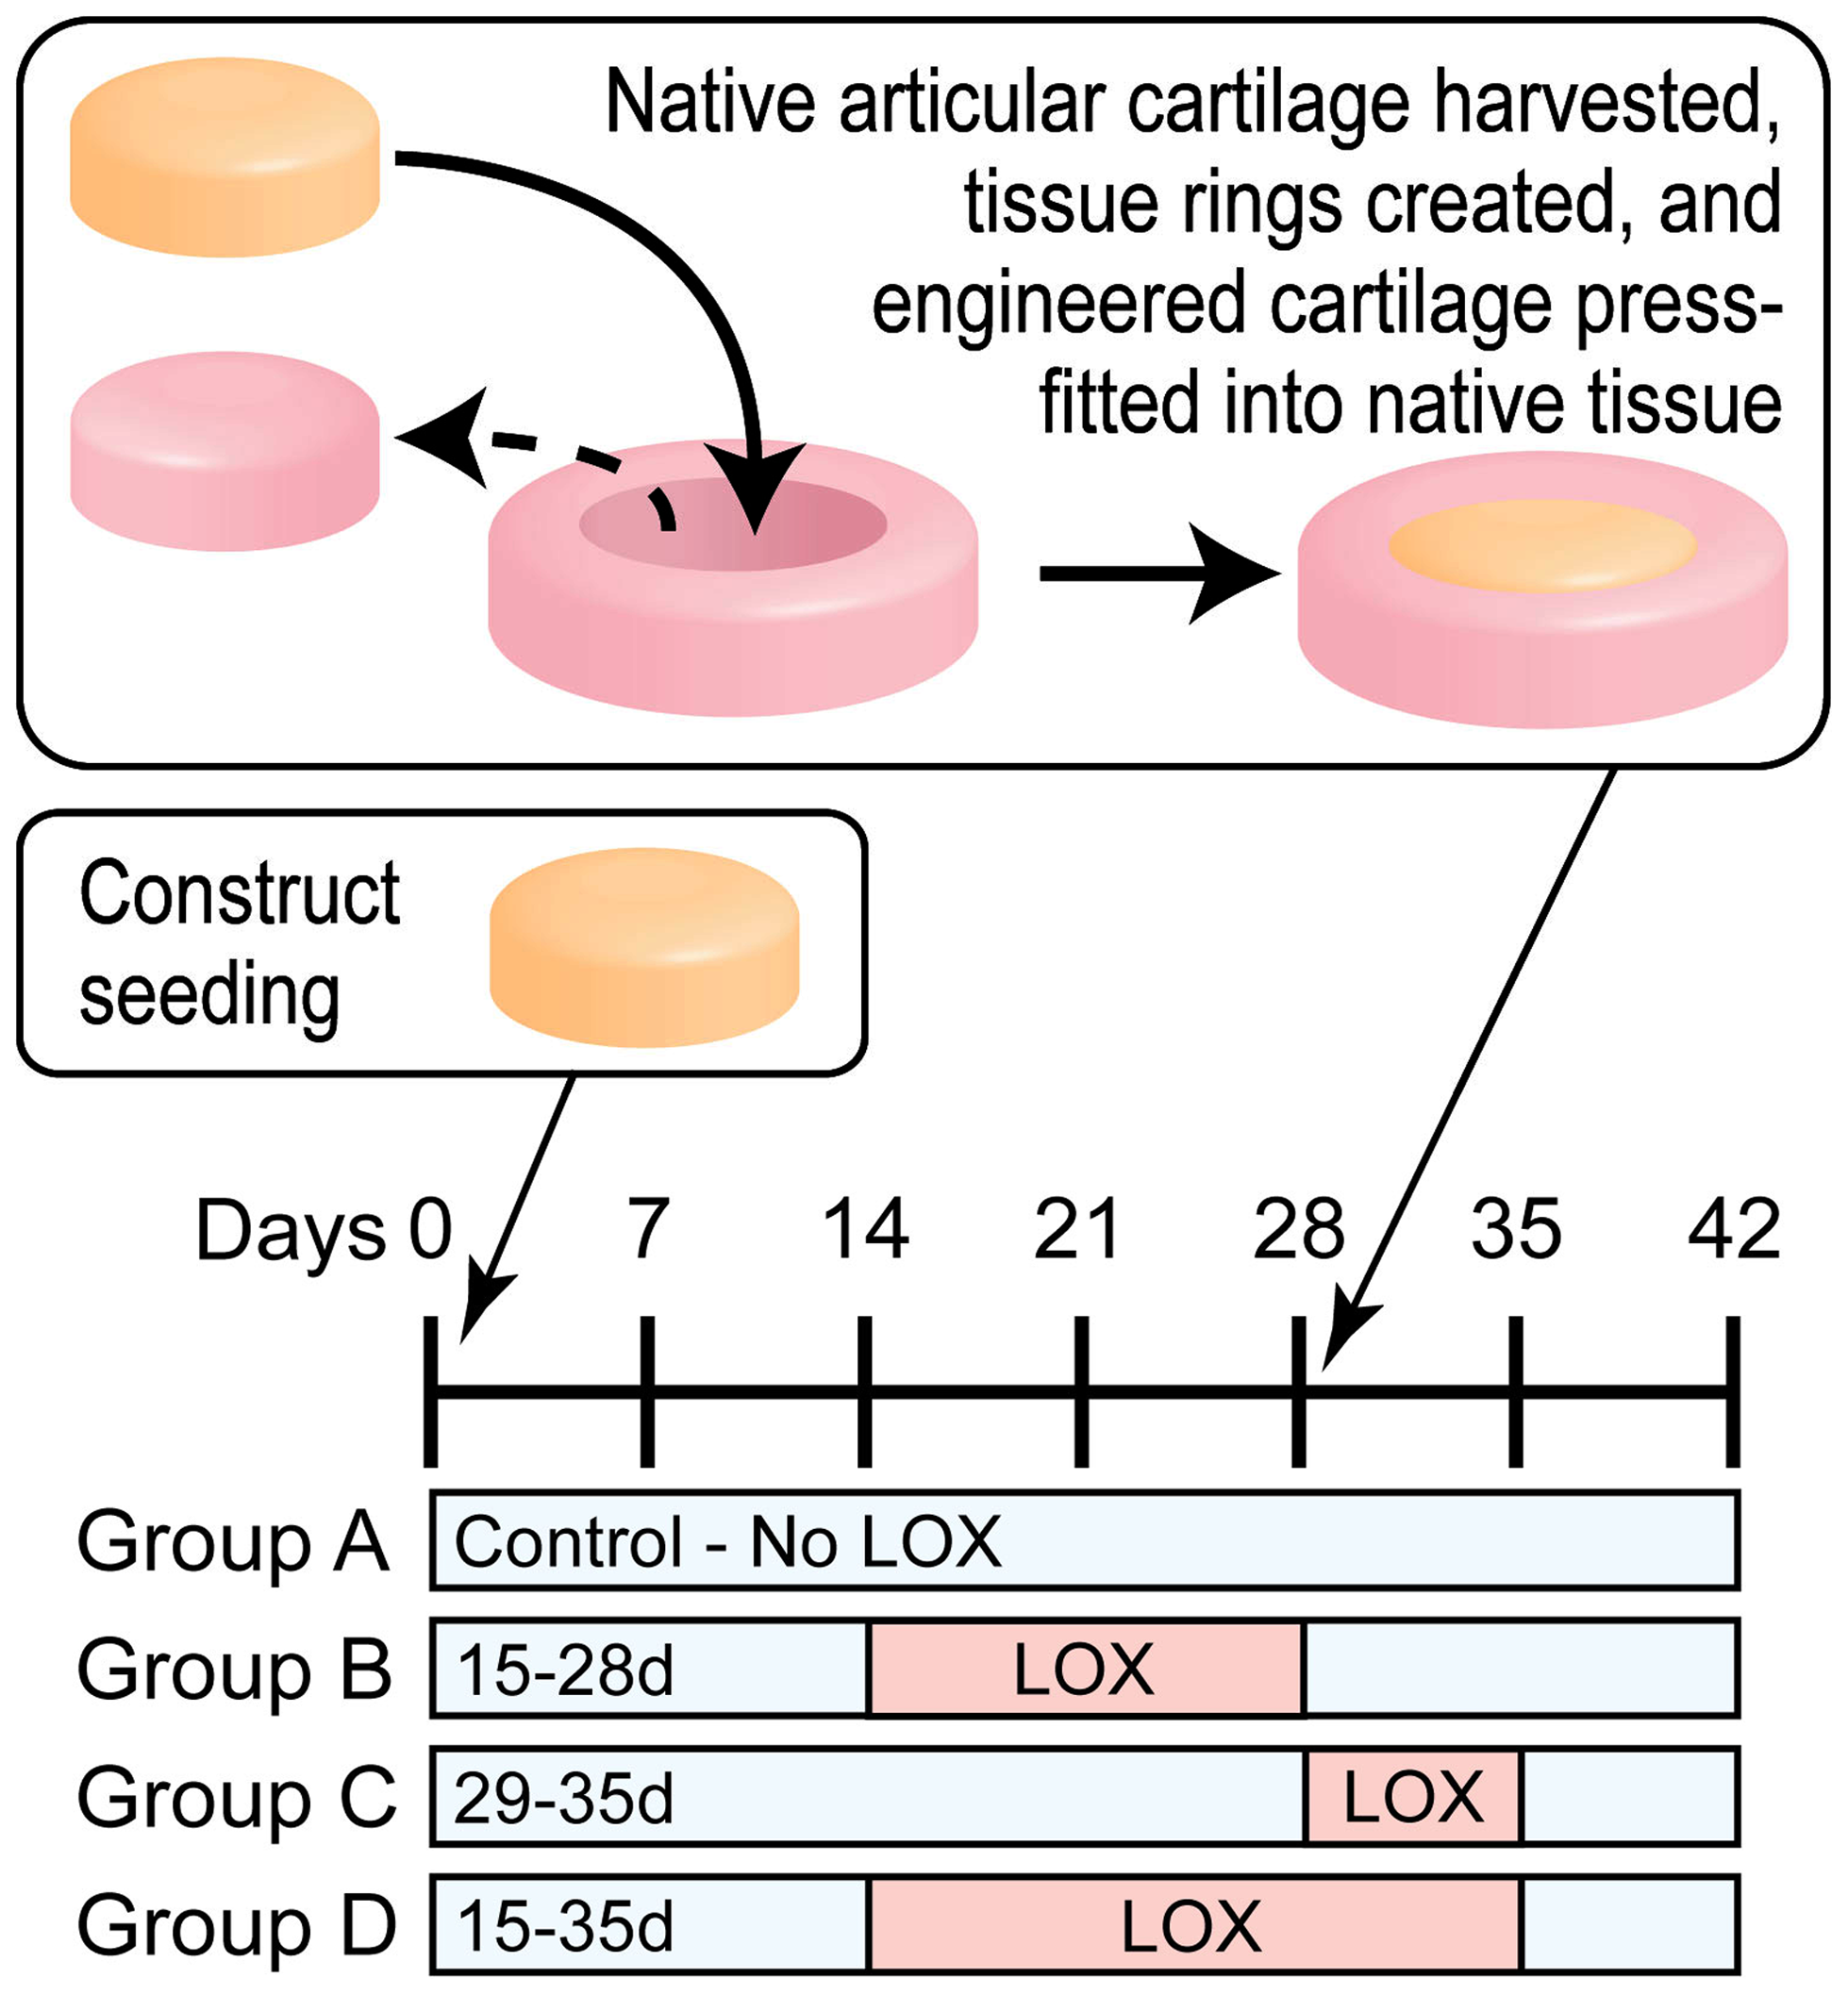 Native articular cartilage harvested,
tissue rings created, and
engineered cartilage press-
fitted into native tissue
Construct
seeding
Days 0 7 14 21 28 35 42
Group A Control - No LOX
Group B 15-28d LOX
Group C 29-35d LOX
Group D 15-35d LOX